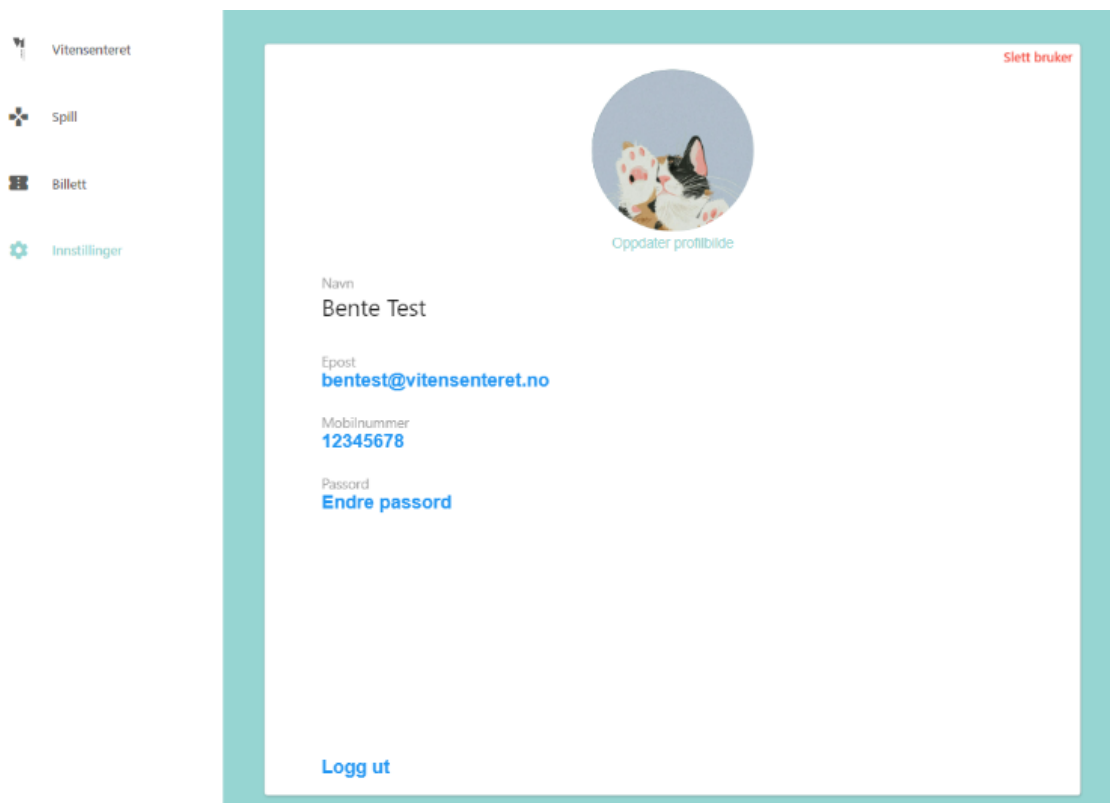 Vitensenteret
Spill
Billett
Innstillinger
Slett bruker
Oppdater profilbilde
Navn
Bente Test
Epost
bentest@vitensenteret.no
Mobilnummer
12345678
Passord
Endre passord
Logg ut